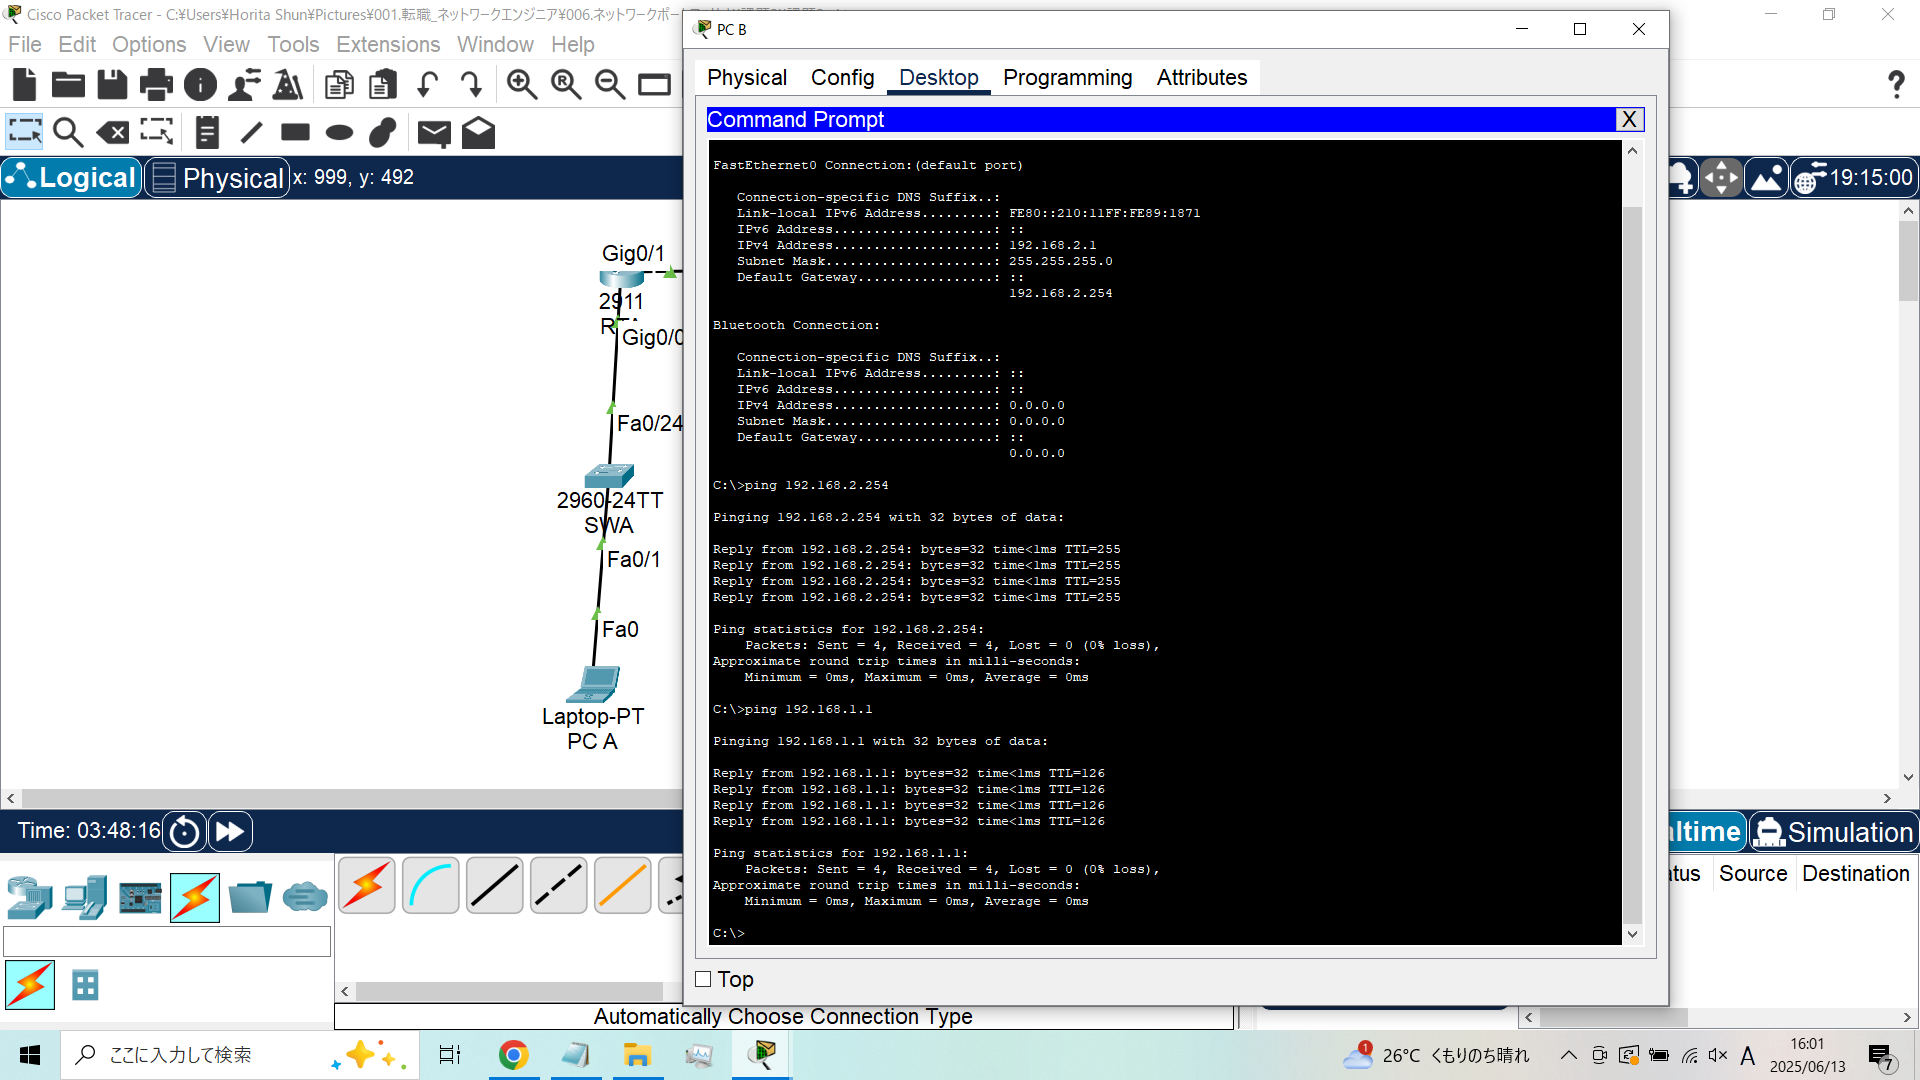 Cisco Packet Tracer - C:¥Users¥Horita Shun¥Pictures¥001.転職_ネットワークエンジニア¥006.ネットワークポー
File Edit Options View Tools Extensions Window Help
Logical
Physical
x: 999, y: 492
19:15:00
Gig0/1
2911
Gig0/0
Fa0/24
2960-24TT
SWA
Fa0/1
Fa0
Laptop-PT
PC A
PC B
Physical Config Desktop Programming Attributes
Command Prompt
X
FastEthernet0 Connection:(default port)
Connection-specific DNS Suffix..:
Link-local IPv6 Address.........: FE80::210:11FF:FE89:1871
IPv6 Address....................: ::
IPv4 Address....................: 192.168.2.1
Subnet Mask.....................: 255.255.255.0
Default Gateway.................: ::
192.168.2.254
Bluetooth Connection:
Connection-specific DNS Suffix..:
Link-local IPv6 Address.........: ::
IPv6 Address....................: ::
IPv4 Address....................: 0.0.0.0
Subnet Mask.....................: 0.0.0.0
Default Gateway.................: ::
0.0.0.0
C:\>ping 192.168.2.254
Pinging 192.168.2.254 with 32 bytes of data:
Reply from 192.168.2.254: bytes=32 time<1ms TTL=255
Reply from 192.168.2.254: bytes=32 time<1ms TTL=255
Reply from 192.168.2.254: bytes=32 time<1ms TTL=255
Reply from 192.168.2.254: bytes=32 time<1ms TTL=255
Ping statistics for 192.168.2.254:
Packets: Sent = 4, Received = 4, Lost = 0 (0% loss),
Approximate round trip times in milli-seconds:
Minimum = 0ms, Maximum = 0ms, Average = 0ms
C:\>ping 192.168.1.1
Pinging 192.168.1.1 with 32 bytes of data:
Reply from 192.168.1.1: bytes=32 time<1ms TTL=126
Reply from 192.168.1.1: bytes=32 time<1ms TTL=126
Reply from 192.168.1.1: bytes=32 time<1ms TTL=126
Reply from 192.168.1.1: bytes=32 time<1ms TTL=126
Ping statistics for 192.168.1.1:
Packets: Sent = 4, Received = 4, Lost = 0 (0% loss),
Approximate round trip times in milli-seconds:
Minimum = 0ms, Maximum = 0ms, Average = 0ms
C:\>
Top
Time: 03:48:16
ltime
Simulation
tus Source Destination
Automatically Choose Connection Type
ここに入力して検索
1
26°C くもりのち晴れ
A
16:01
2025/06/13
7